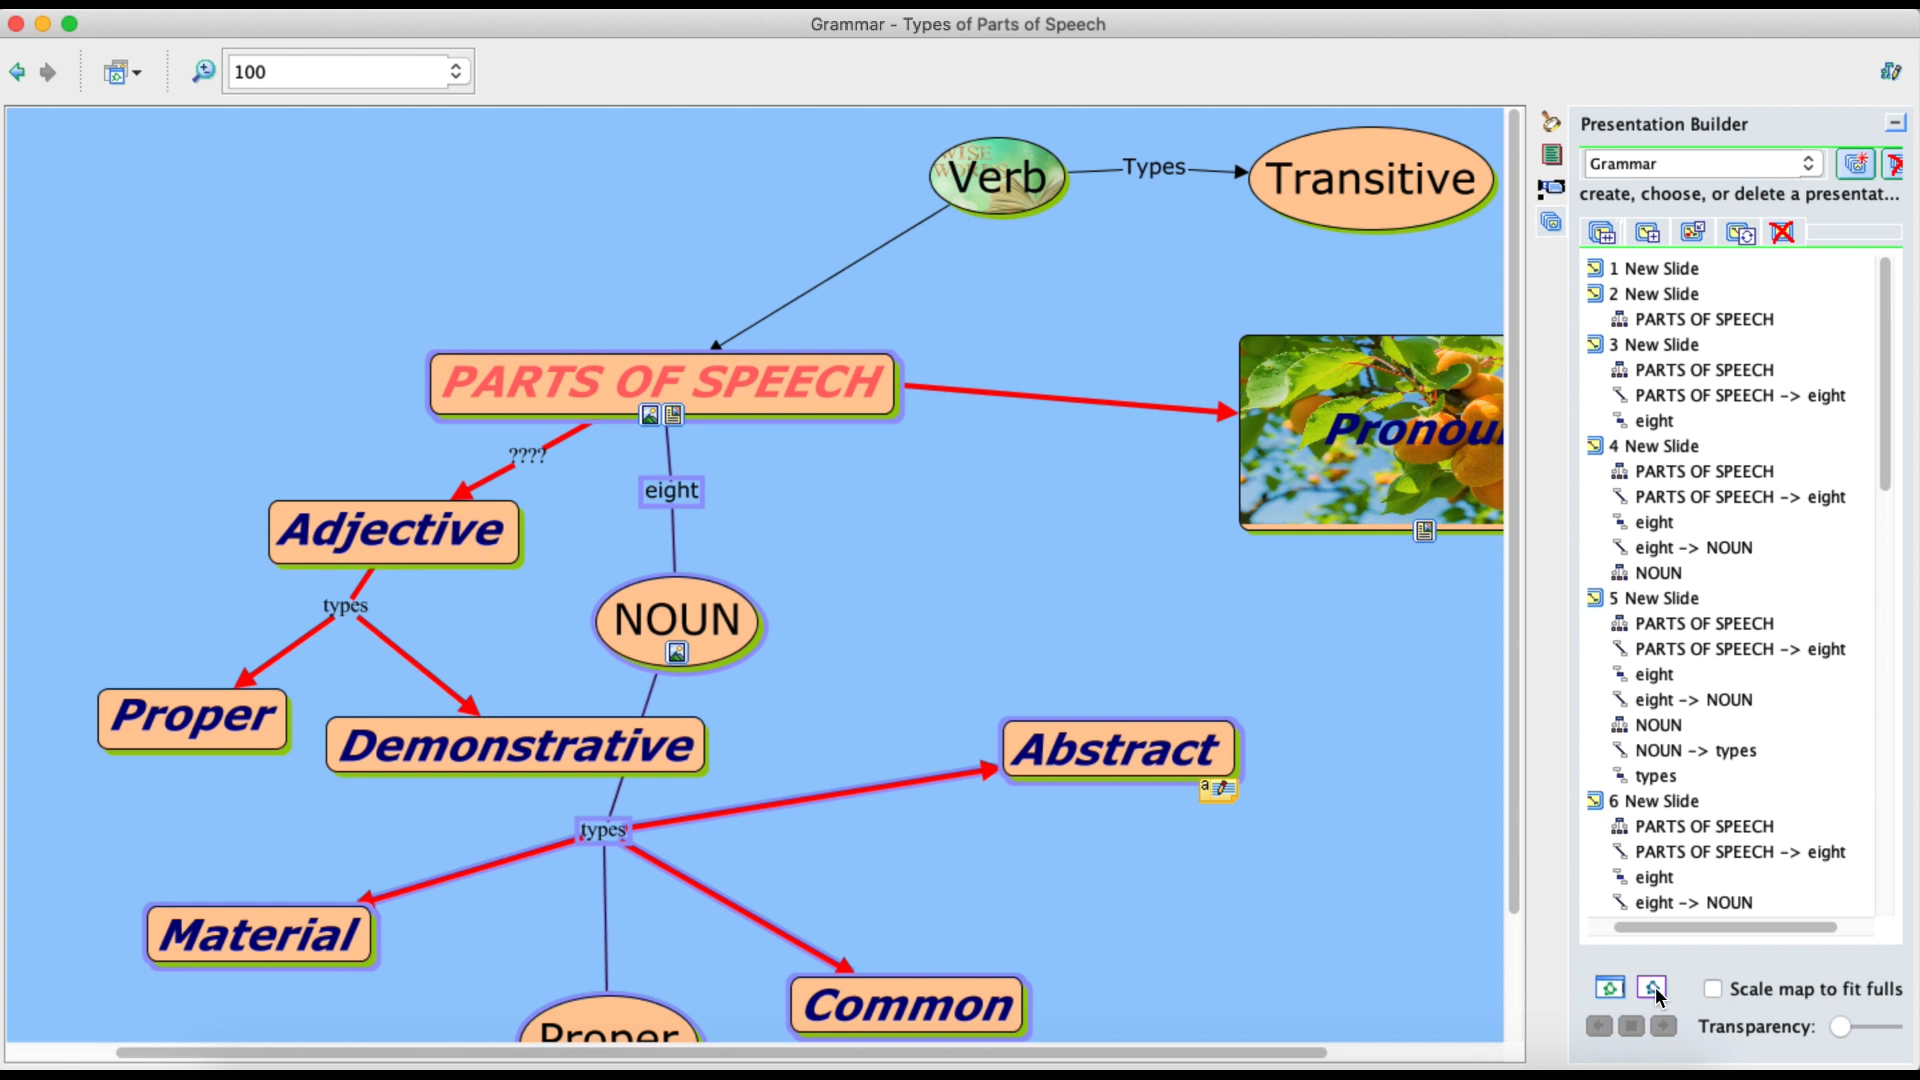 Grammar - Types of Parts of Speech
100
WISE
Verb
Types
Transitive
PARTS OF SPEECH
????
eight
Adjective
types
NOUN
Proper
Demonstrative
Abstract
a
types
Material
Common
Proper
Presentation Builder
Grammar
create, choose, or delete a presentat...
1 New Slide
2 New Slide
PARTS OF SPEECH
3 New Slide
PARTS OF SPEECH
PARTS OF SPEECH -> eight
eight
4 New Slide
PARTS OF SPEECH
PARTS OF SPEECH -> eight
eight
eight -> NOUN
NOUN
5 New Slide
PARTS OF SPEECH
PARTS OF SPEECH -> eight
eight
eight -> NOUN
NOUN
NOUN -> types
types
6 New Slide
PARTS OF SPEECH
PARTS OF SPEECH -> eight
eight
eight -> NOUN
Scale map to fit fulls
Transparency: